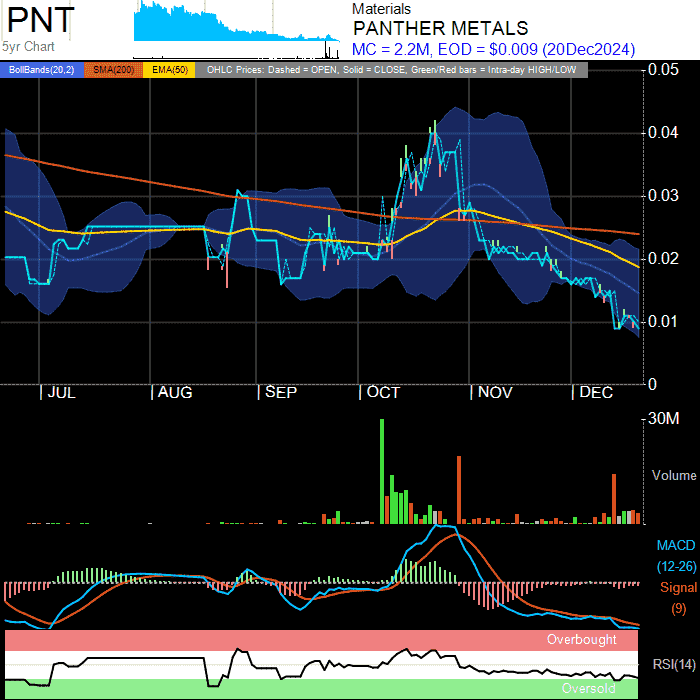 PNT
5yr Chart
Materials
PANTHER METALS
MC = 2.2M, EOD = $0.009 (20Dec2024)
BollBands(20,2) SMA(200) EMA(50) OHLC Prices: Dashed = OPEN, Solid = CLOSE, Green/Red bars = Intra-day HIGH/LOW
0.05
0.04
0.03
0.02
0.01
0
| JUL | AUG | SEP | OCT | NOV | DEC
30M
Volume
MACD
(12-26)
Signal
(9)
Overbought
RSI(14)
Oversold